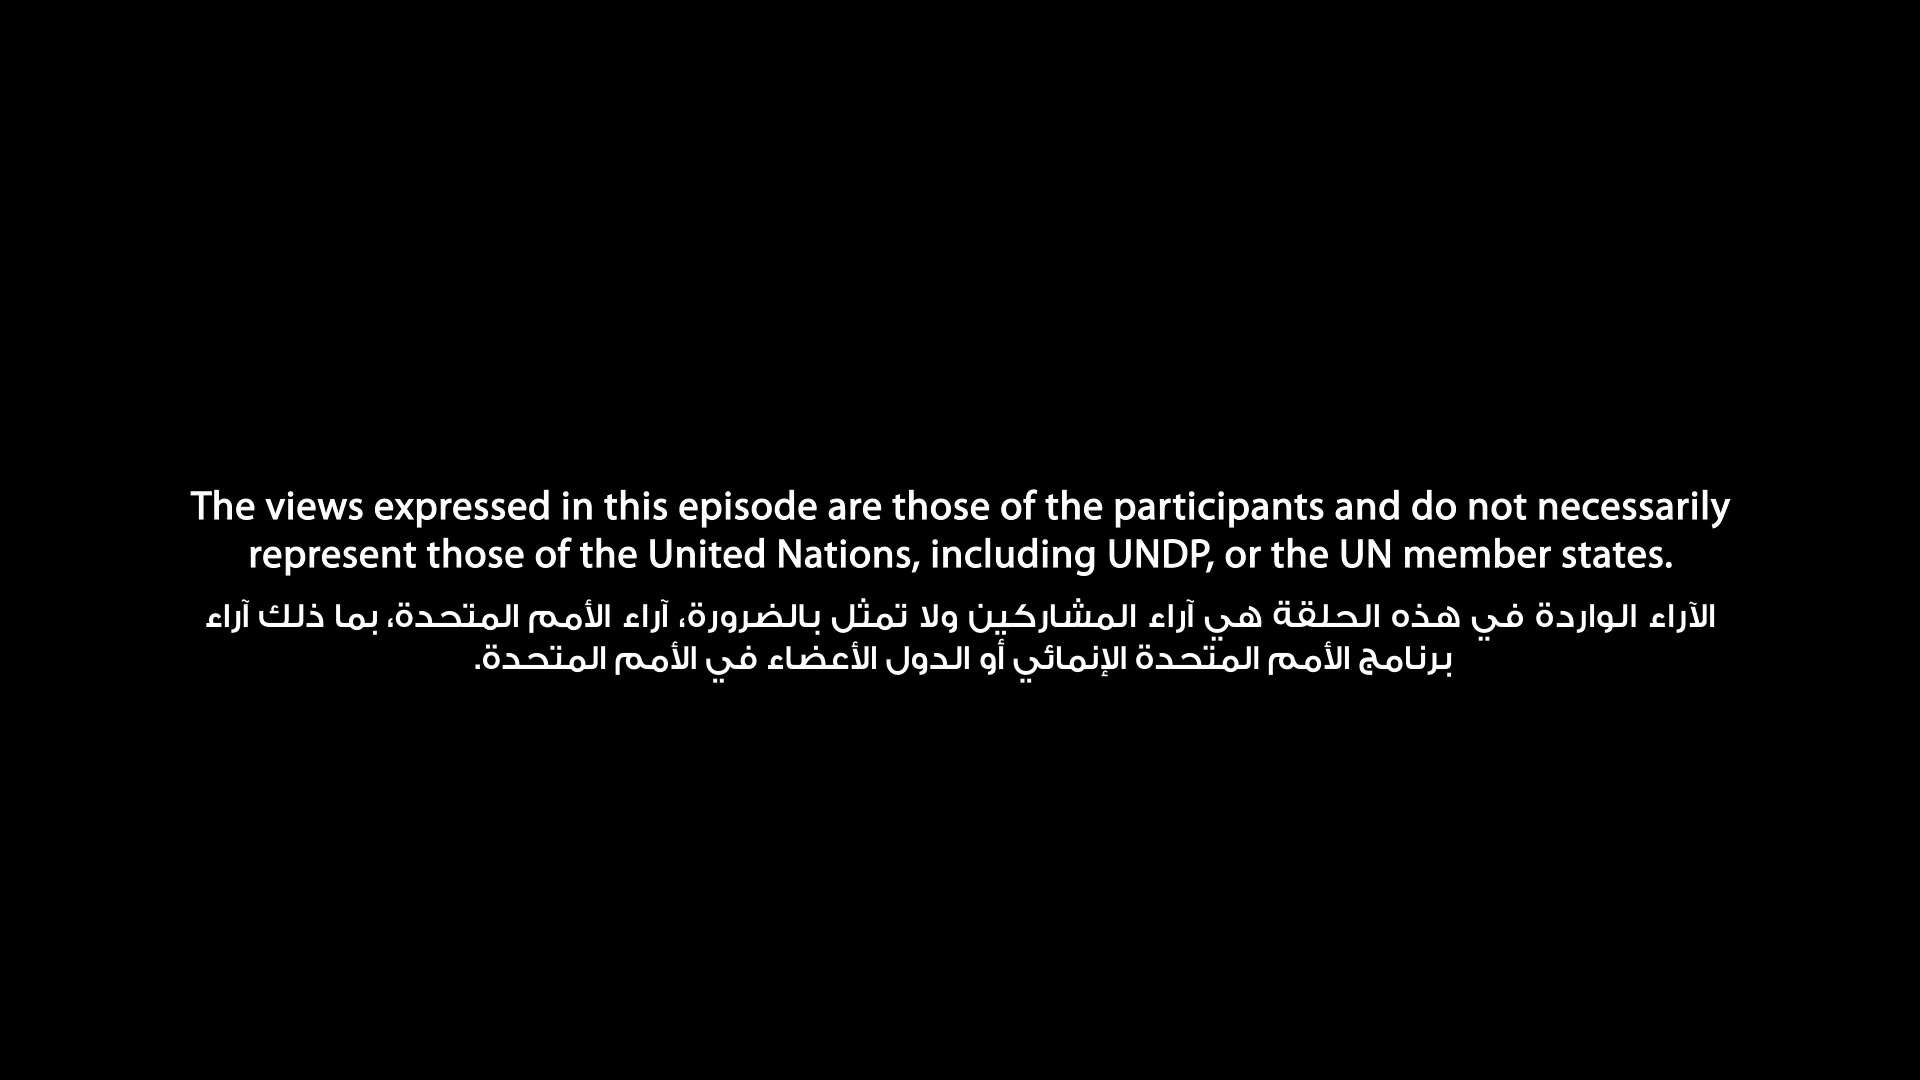 The views expressed in this episode are those of the participants and do not necessarily
represent those of the United Nations, including UNDP, or the UN member states.
الآراء الواردة في هذه الحلقة هي آراء المشاركين ولا تمثل بالضرورة، آراء الأمم المتحدة، بما ذلك آراء
برنامج الأمم المتحدة الإنمائي أو الدول الأعضاء في الأمم المتحدة.